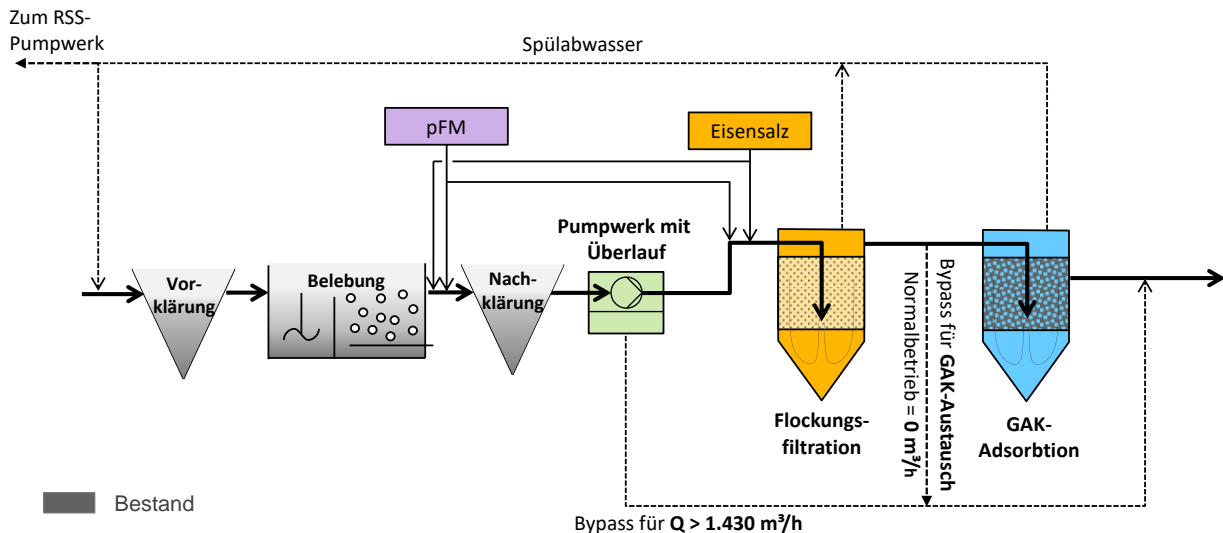 Zum RSS-
Pumpwerk
Spülabwasser
pFM
Eisensalz
Pumpwerk mit
Überlauf
Vor-
klärung
Belebung
Nach-
klärung
Bypass für GAK-Austausch
Normalbetrieb = 0 m³/h
Flockungs-
filtration
GAK-
Adsorbtion
Bestand
Bypass für Q > 1.430 m³/h